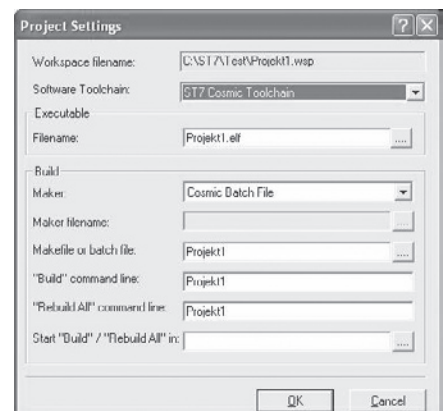 Project Settings
Workspace filename: C:\ST7\Test\Projekt1.wsp
Software Toolchain: ST7 Cosmic Toolchain
Executable
Filename: Projekt1.elf ....
Build
Maker: Cosmic Batch File
Maker filename: ....
Makefile or batch file: Projekt1 ....
"Build" command line: Projekt1
"Rebuild All" command line: Projekt1
Start "Build" / "Rebuild All" in: ....
OK Cancel